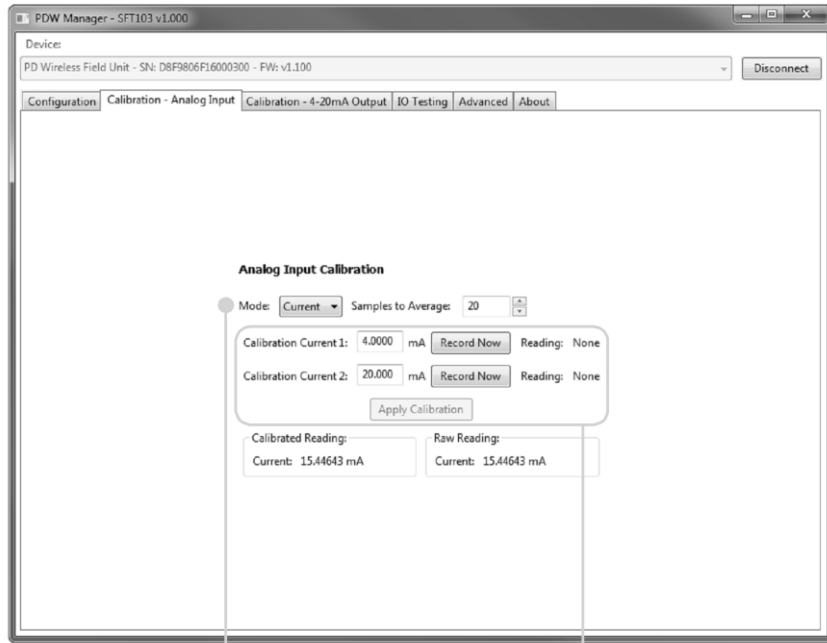 PDW Manager - SFT103 v1.000
Device:
PD Wireless Field Unit - SN: D8F9806F16000300 - FW: v1.100
Disconnect
Configuration Calibration - Analog Input Calibration - 4-20mA Output IO Testing Advanced About
Analog Input Calibration
Mode: Current Samples to Average: 20
Calibration Current 1: 4.0000 mA Record Now Reading: None
Calibration Current 2: 20.000 mA Record Now Reading: None
Apply Calibration
Calibrated Reading: Raw Reading:
Current: 15.44643 mA Current: 15.44643 mA